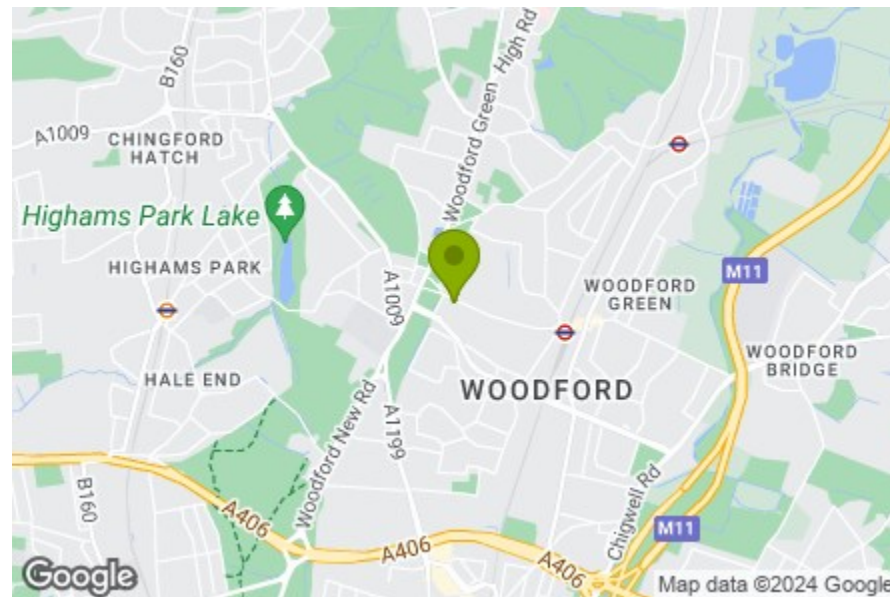 B160
High Rd
Woodford Green
A1009
CHINGFORD
HATCH
Highams Park Lake
HIGHAMS PARK
A1009
M11
WOODFORD
GREEN
WOODFORD
BRIDGE
HALE END
WOODFORD
Woodford New Rd
A1199
Chigwell Rd
B160
A406
A406
A406
M11
Google
Map data ©2024 Google